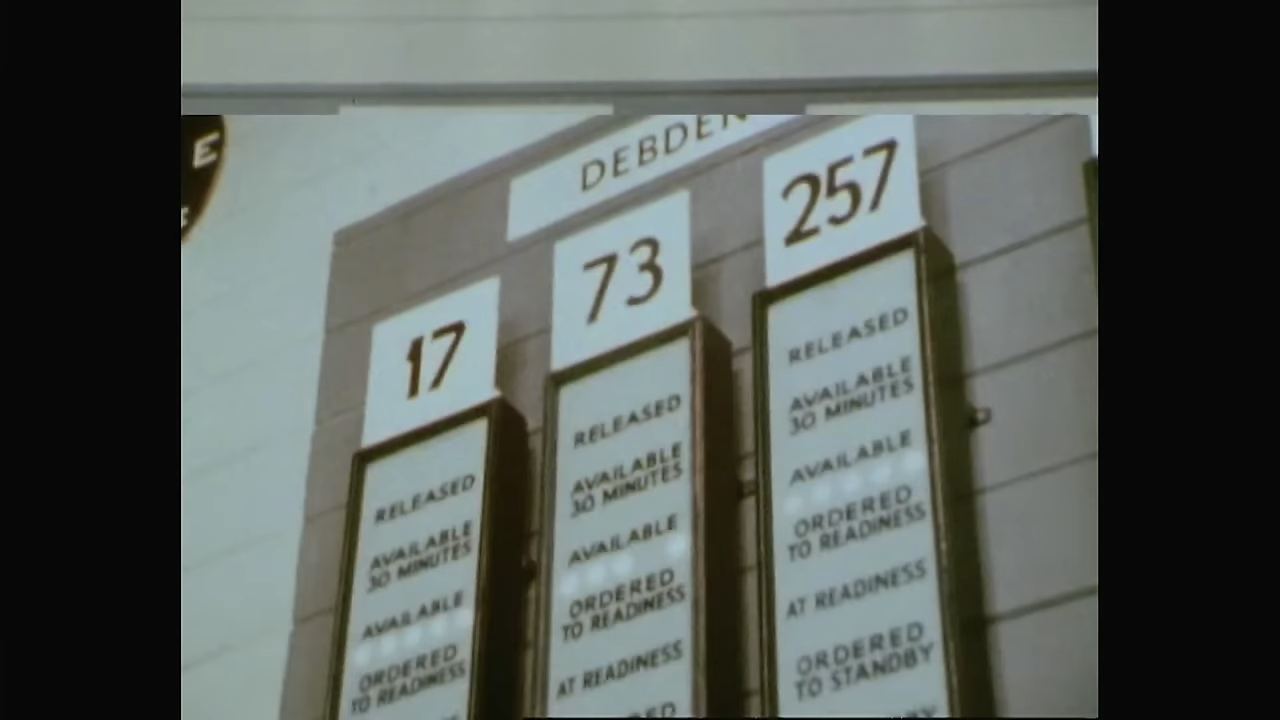 E
DEBDEN
17
RELEASED
AVAILABLE
30 MINUTES
AVAILABLE
ORDERED
TO READINESS
73
RELEASED
AVAILABLE
30 MINUTES
AVAILABLE
ORDERED
TO READINESS
AT READINESS
257
RELEASED
AVAILABLE
30 MINUTES
AVAILABLE
ORDERED
TO READINESS
AT READINESS
ORDERED
TO STANDBY